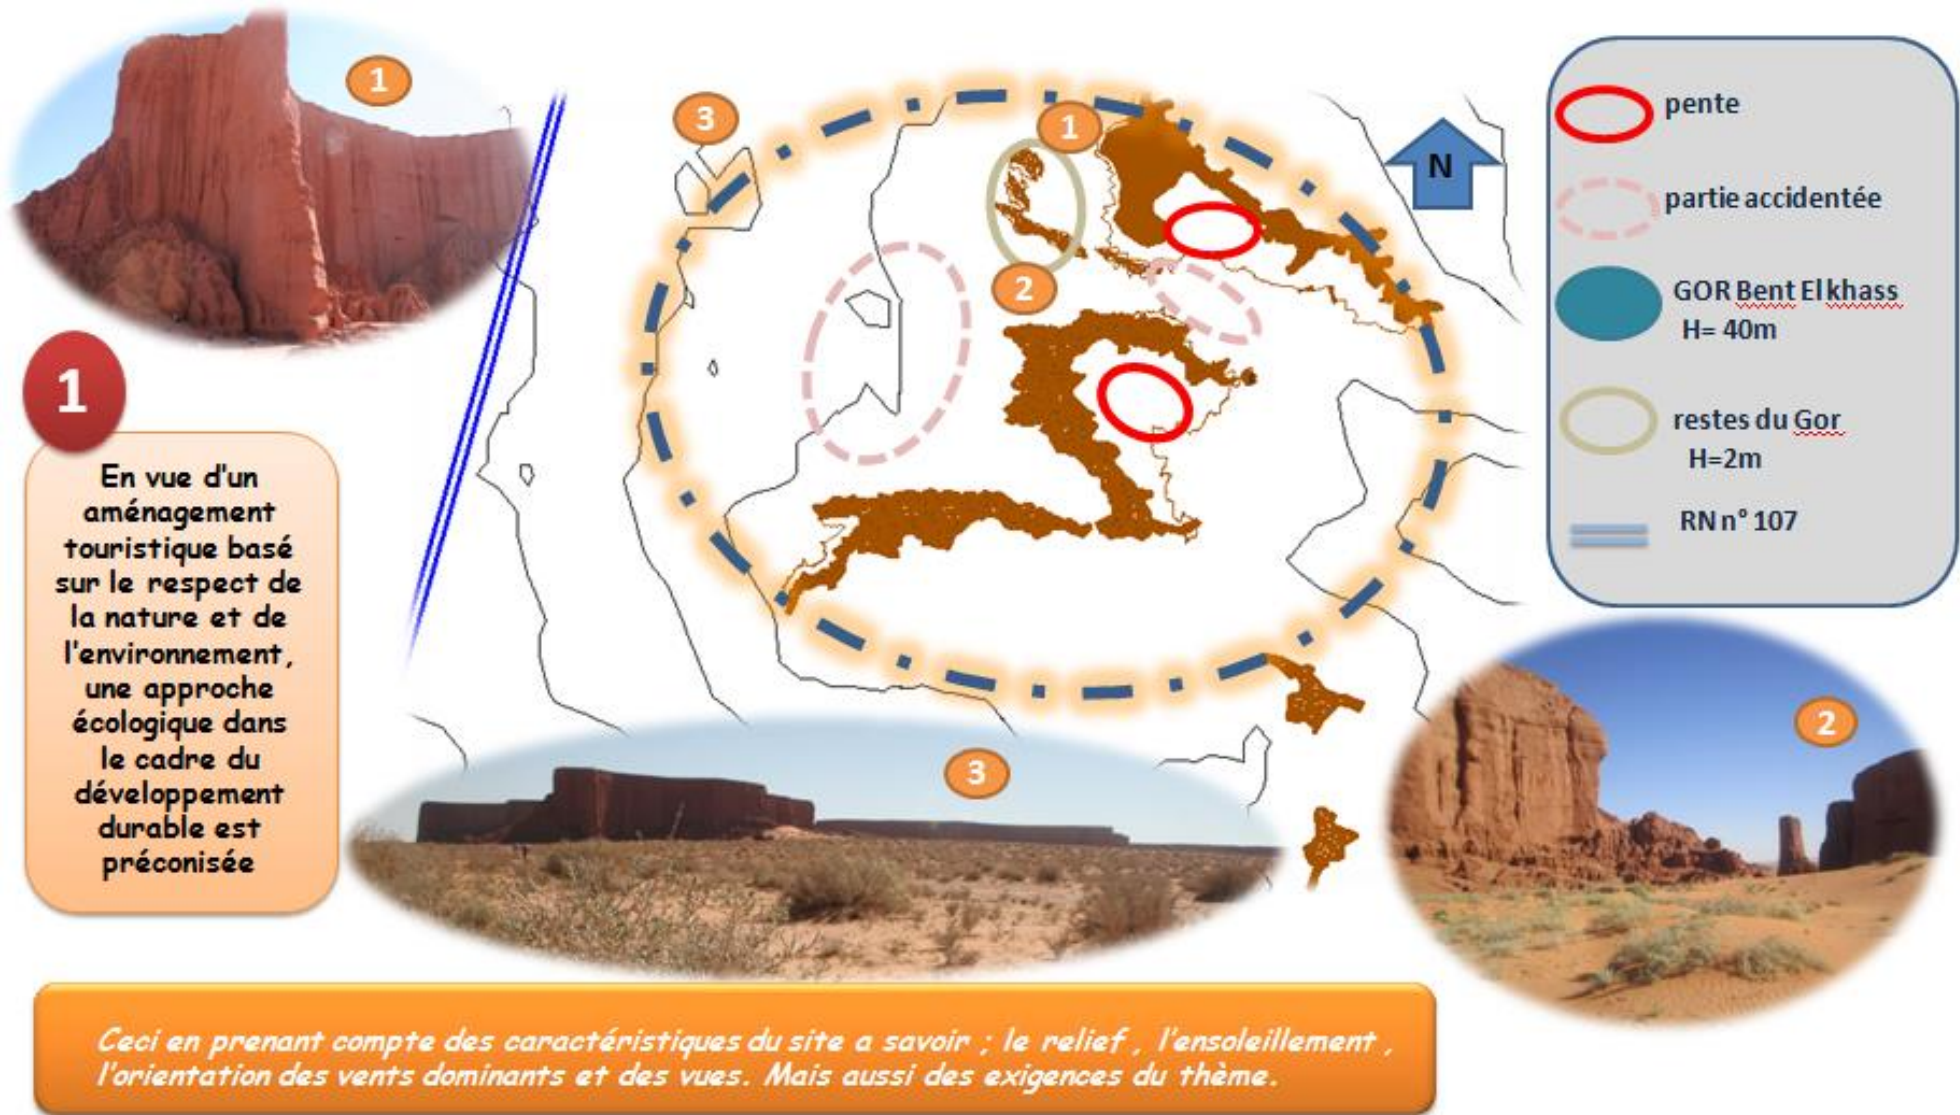 1
3
1
2
N
pente
partie accidentée
GOR Bent El khass
H= 40m
restes du Gor
H=2m
RN n° 107
1
En vue d'un
aménagement
touristique basé
sur le respect de
la nature et de
l'environnement,
une approche
écologique dans
le cadre du
développement
durable est
préconisée
3
2
Ceci en prenant compte des caractéristiques du site a savoir ; le relief , l'ensoleillement ,
l'orientation des vents dominants et des vues. Mais aussi des exigences du thème.